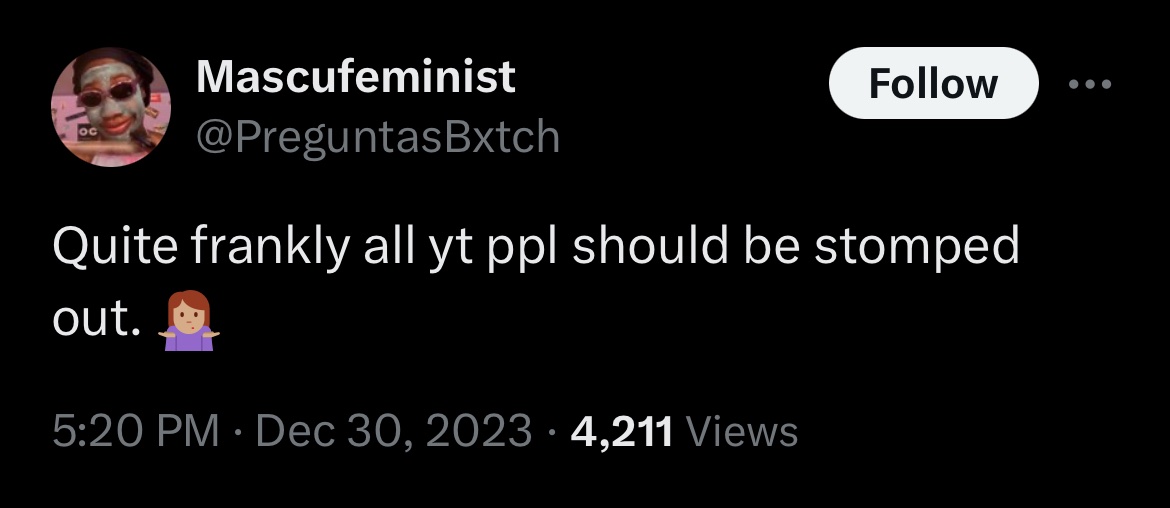 Mascufeminist
Follow
@PreguntasBxtch
Quite frankly all yt ppl should be stomped
out. 🤷🏽‍♀️
5:20 PM · Dec 30, 2023 · 4,211 Views
OC